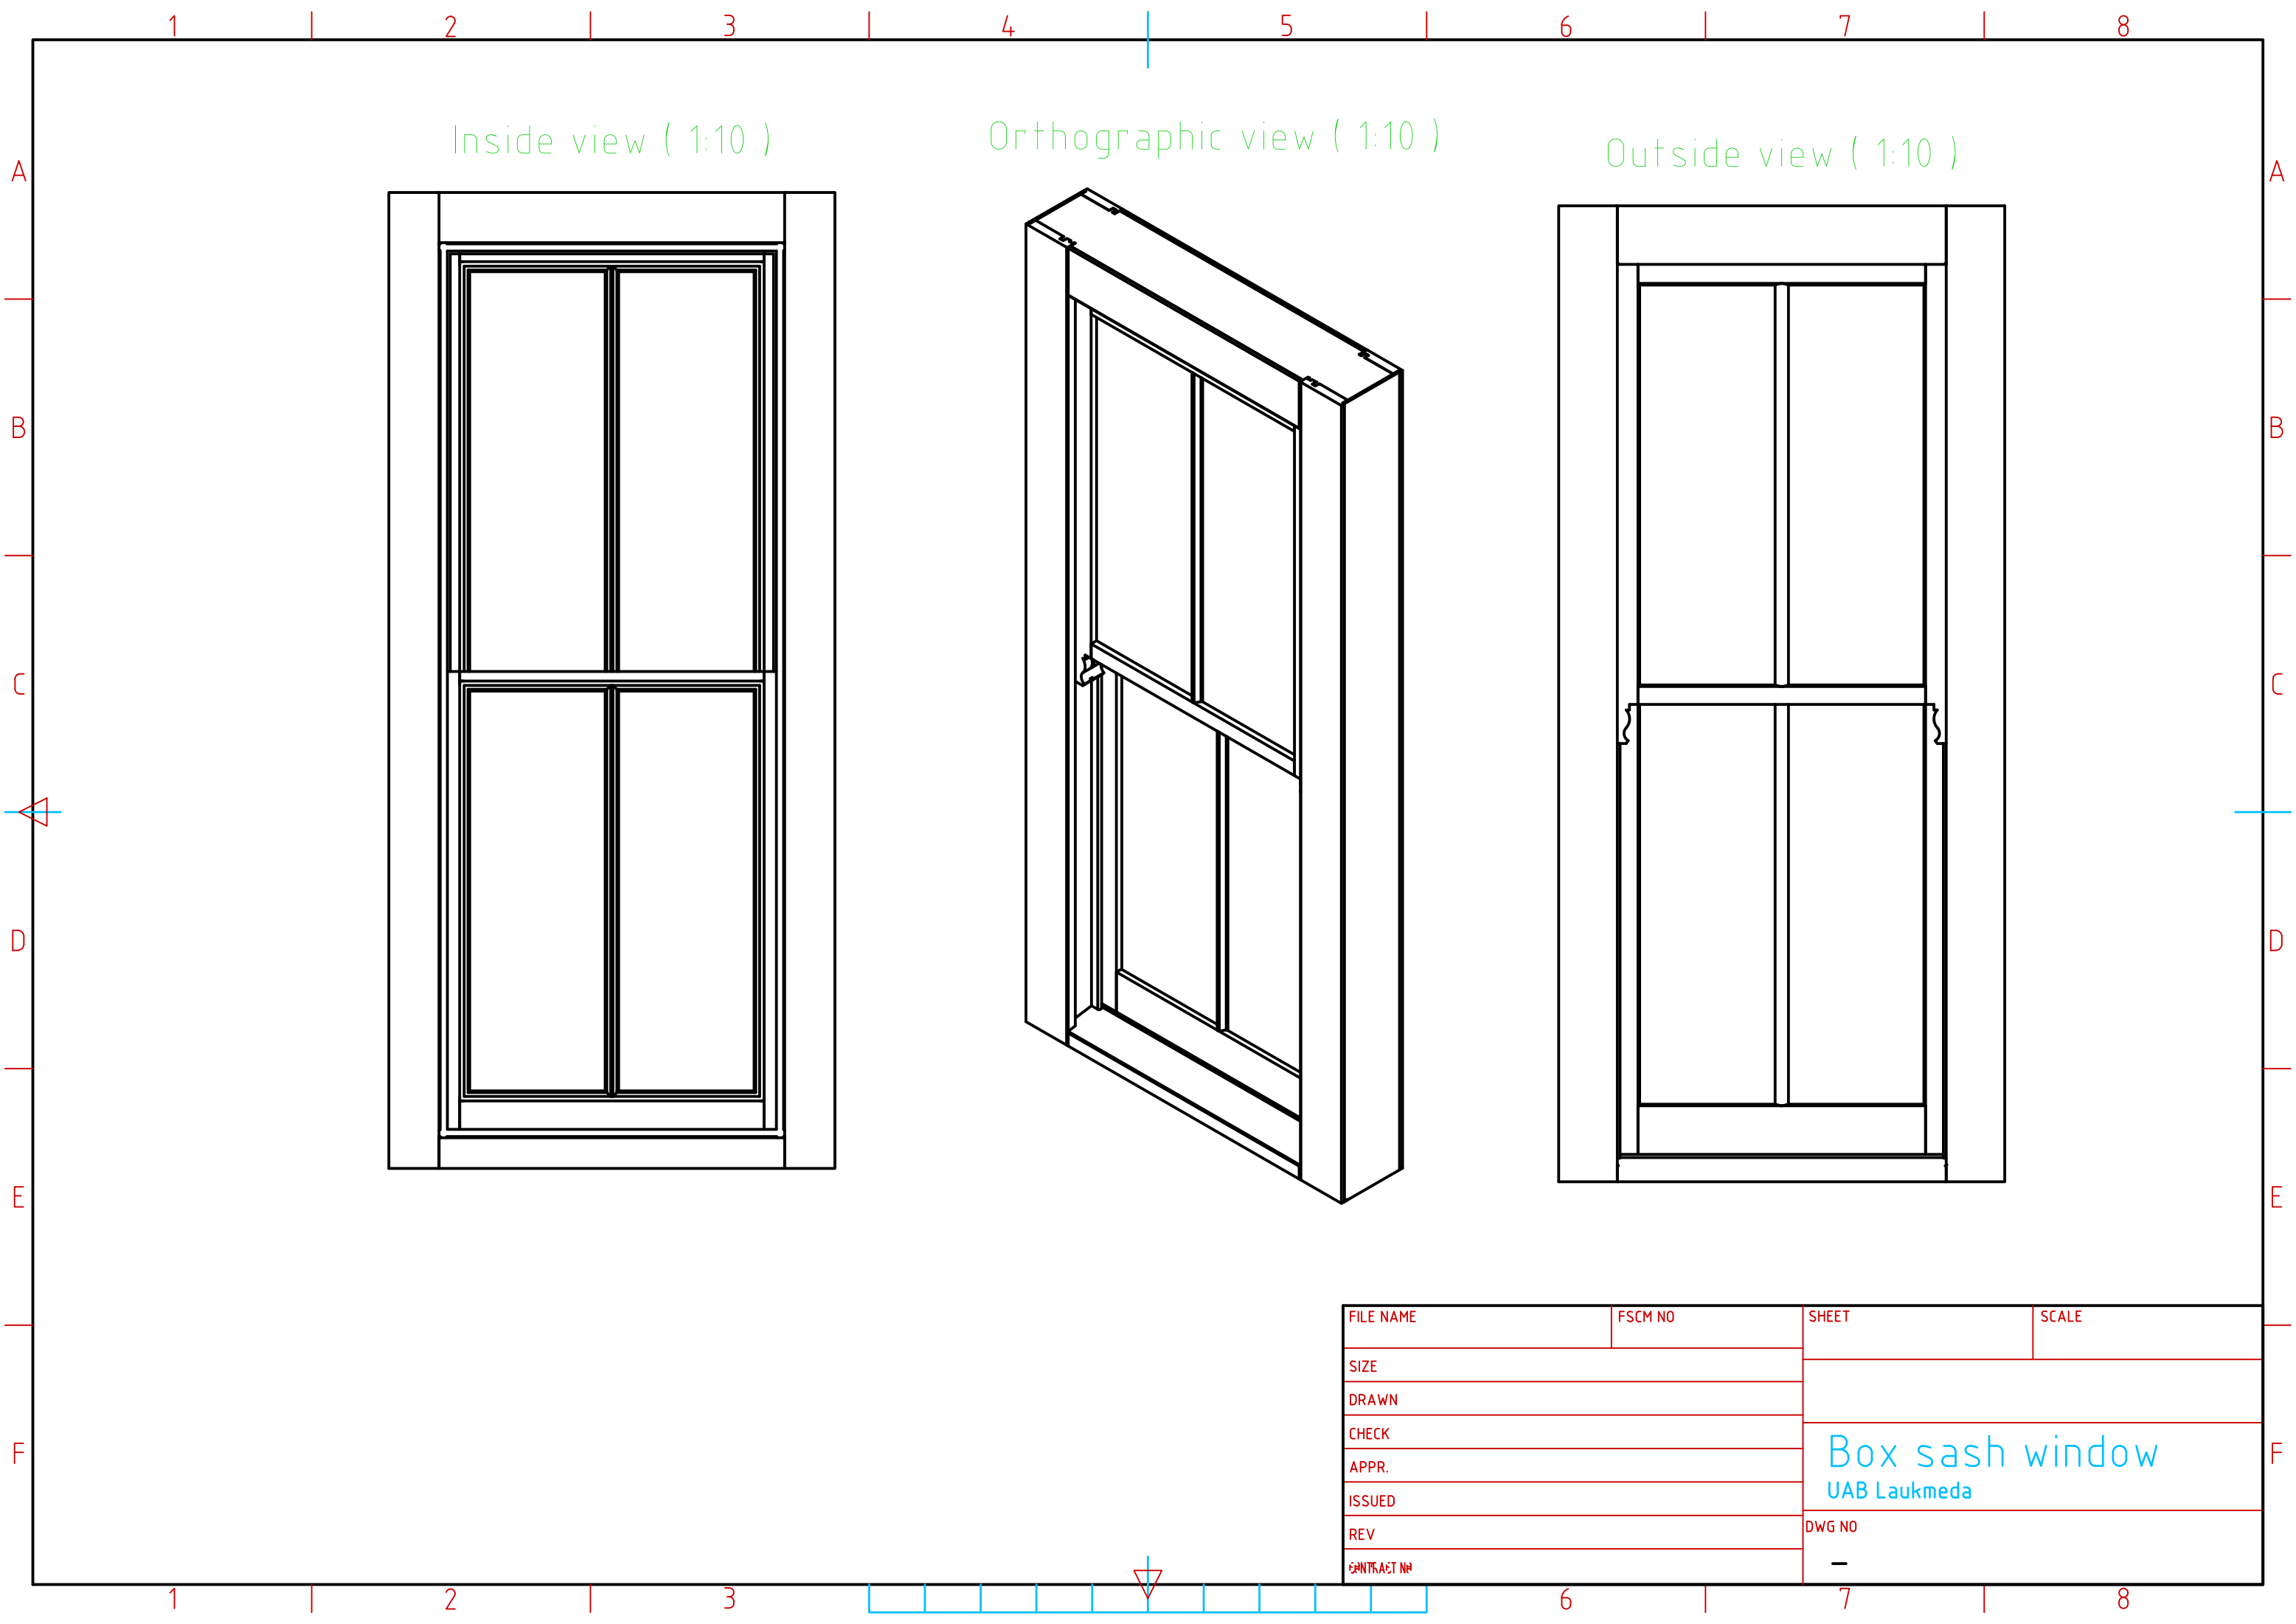 1 2 3 4 5 6 7 8
Inside view ( 1:10 )
Orthographic view ( 1:10 )
Outside view ( 1:10 )
A A
B B
C C
D D
E E
F F
FILE NAME
FSCM NO
SHEET
SCALE
SIZE
DRAWN
CHECK
APPR.
ISSUED
REV
Box sash window
UAB Laukmeda
DWG NO
–
1 2 3 6 7 8